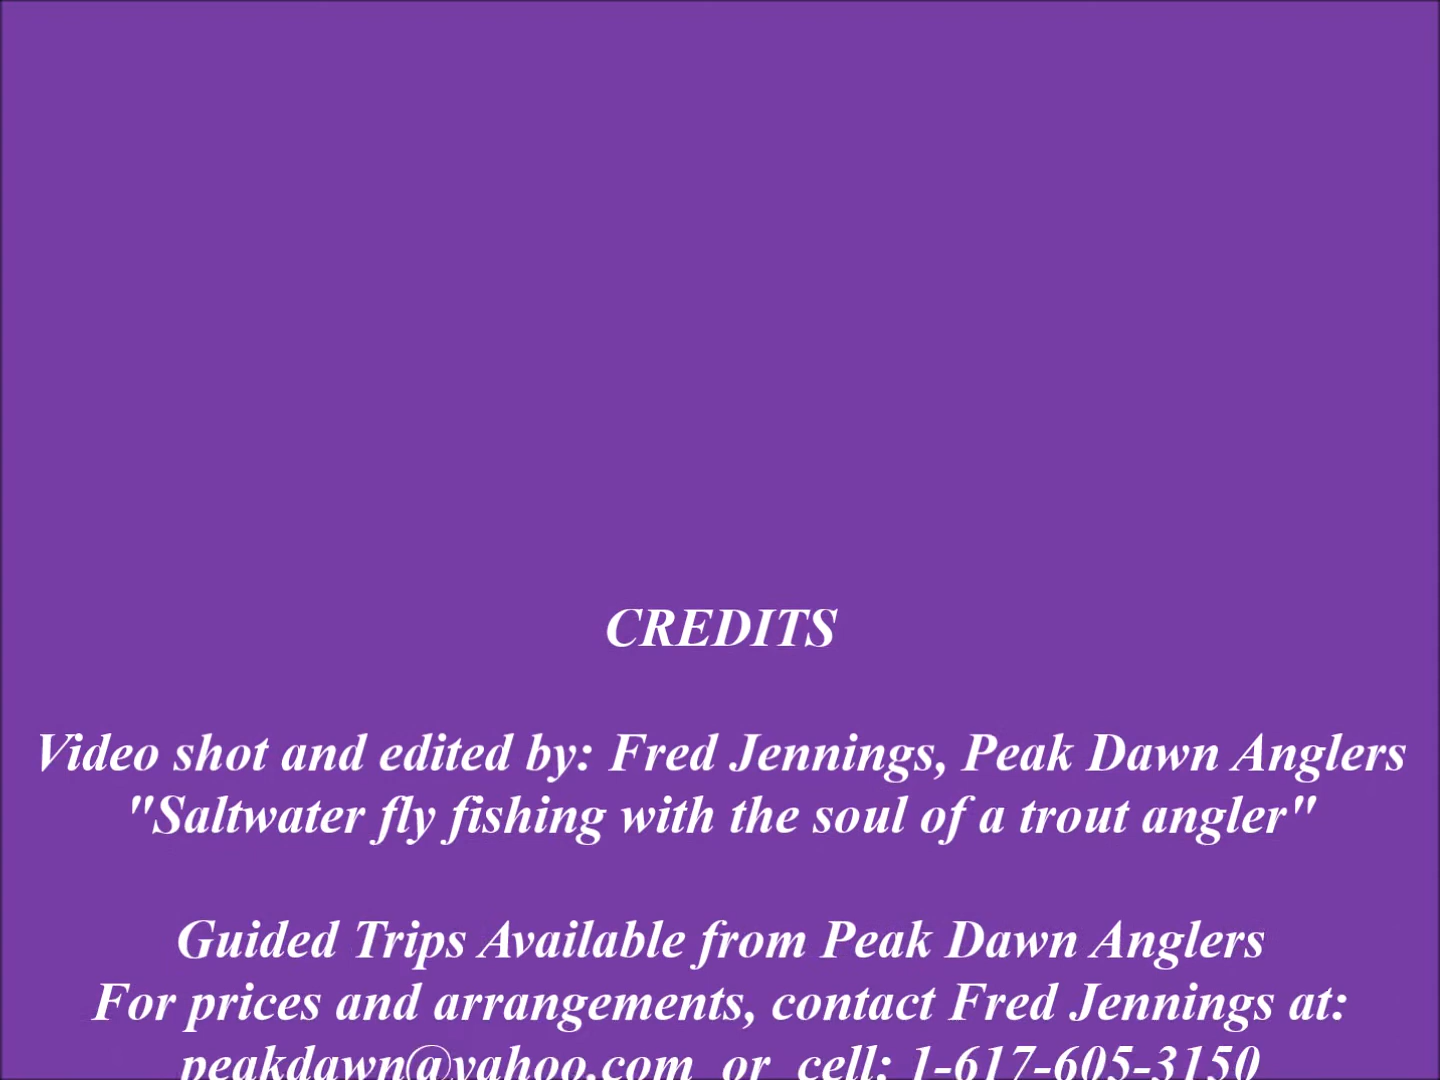 CREDITS
Video shot and edited by: Fred Jennings, Peak Dawn Anglers
"Saltwater fly fishing with the soul of a trout angler"
Guided Trips Available from Peak Dawn Anglers
For prices and arrangements, contact Fred Jennings at:
peakdawn@yahoo.com or cell: 1-617-605-3150